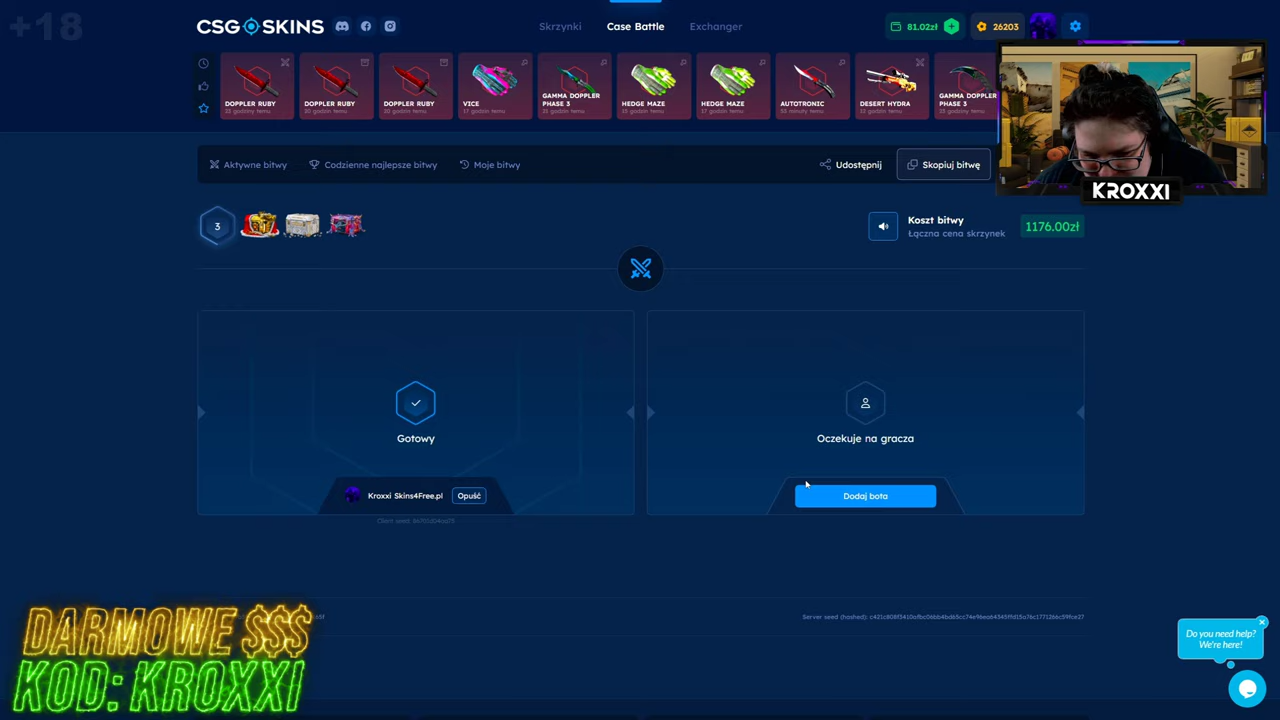 +18
CSG SKINS
Skrzynki
Case Battle
Exchanger
81.02zł
26203
DOPPLER RUBY
DOPPLER RUBY
DOPPLER RUBY
VICE
GAMMA DOPPLER
PHASE 3
HEDGE MAZE
HEDGE MAZE
AUTOTRONIC
DESERT HYDRA
GAMMA DOPPLER
PHASE 3
KROXXI
Aktywne bitwy
Codzienne najlepsze bitwy
Moje bitwy
Udostępnij
Skopiuj bitwę
3
Koszt bitwy
Łączna cena skrzynek
1176.00zł
Gotowy
Oczekuje na gracza
Kroxxi Skins4Free.pl
Opuść
Dodaj bota
DARMOWE $$$
KOD: KROXXI
Do you need help?
We're here!